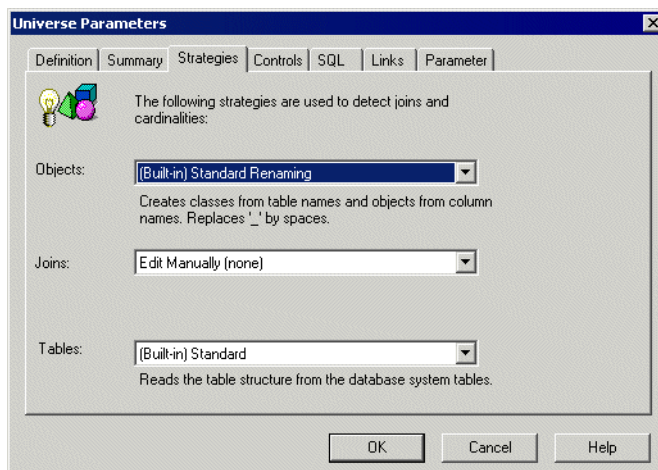 Universe Parameters
Definition
Summary
Strategies
Controls
SQL
Links
Parameter
The following strategies are used to detect joins and
cardinalities:
Objects:
(Built-in) Standard Renaming
Creates classes from table names and objects from column
names. Replaces '_' by spaces.
Joins:
Edit Manually (none)
Tables:
(Built-in) Standard
Reads the table structure from the database system tables.
OK
Cancel
Help